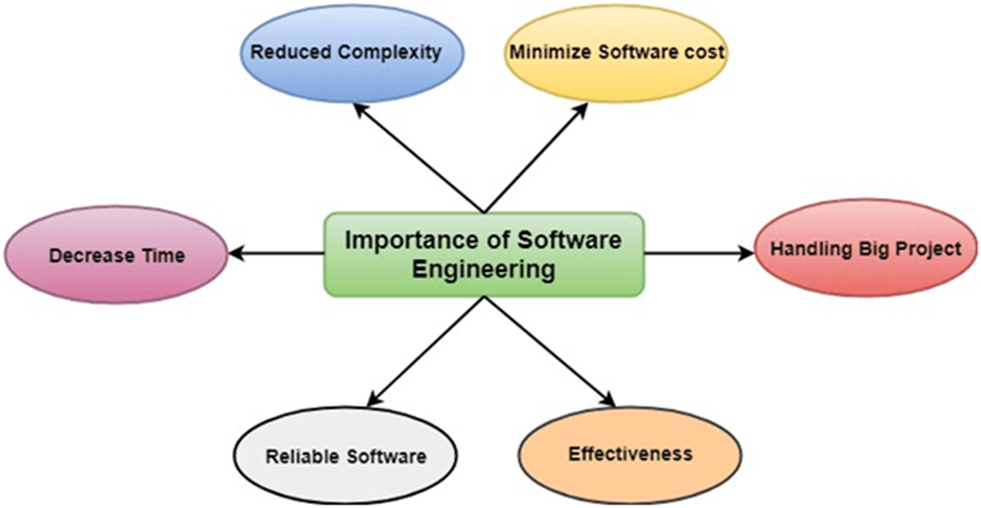 Reduced Complexity
Minimize Software cost
Decrease Time
Importance of Software
Engineering
Handling Big Project
Reliable Software
Effectiveness